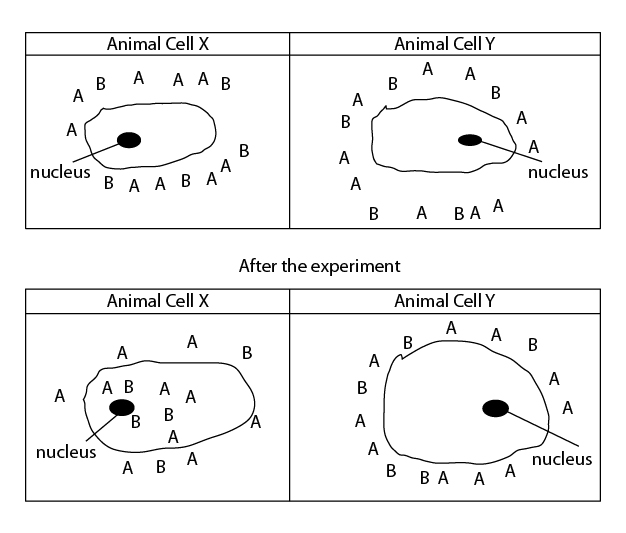 Animal Cell X Animal Cell Y
A B A A A B B A A B
A B A
A A
B A
nucleus A nucleus
B A A B A A
A
B A B A A
After the experiment
Animal Cell X Animal Cell Y
A A B B A A B
A B A A A B A
A B B A A A A
nucleus A nucleus
A B A B B A A A